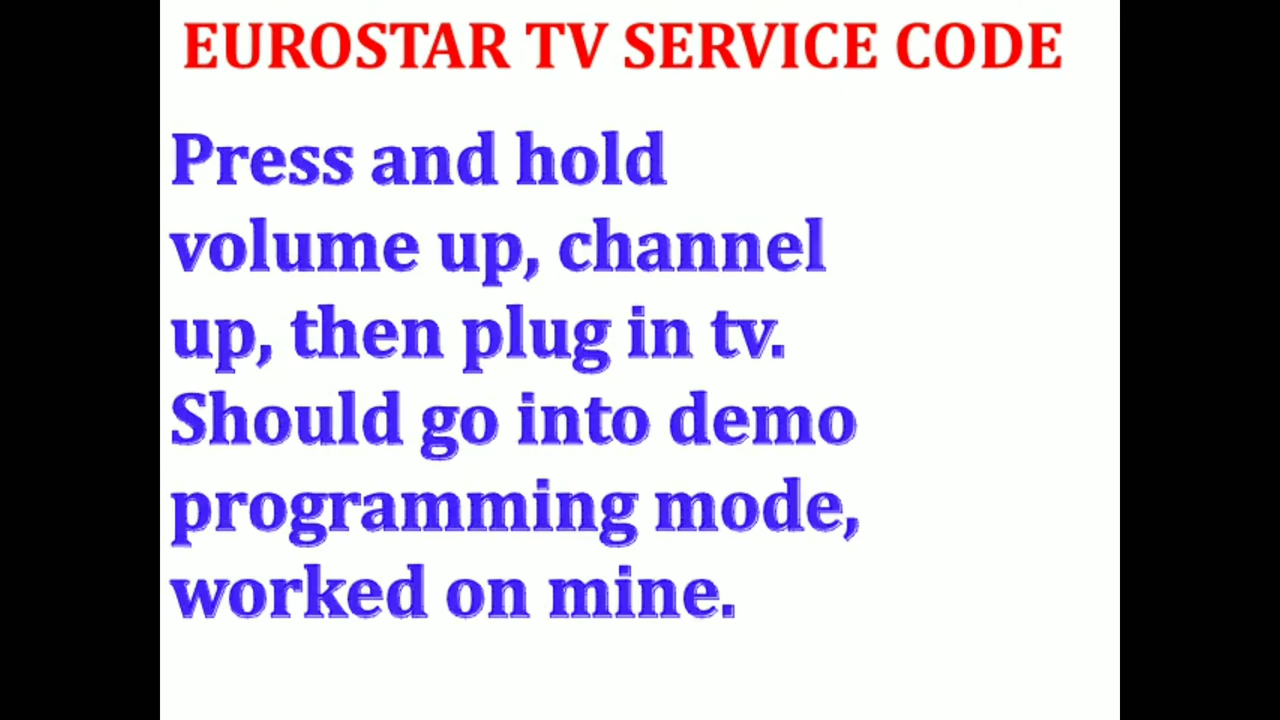 EUROSTAR TV SERVICE CODE
Press and hold
volume up, channel
up, then plug in tv.
Should go into demo
programming mode,
worked on mine.